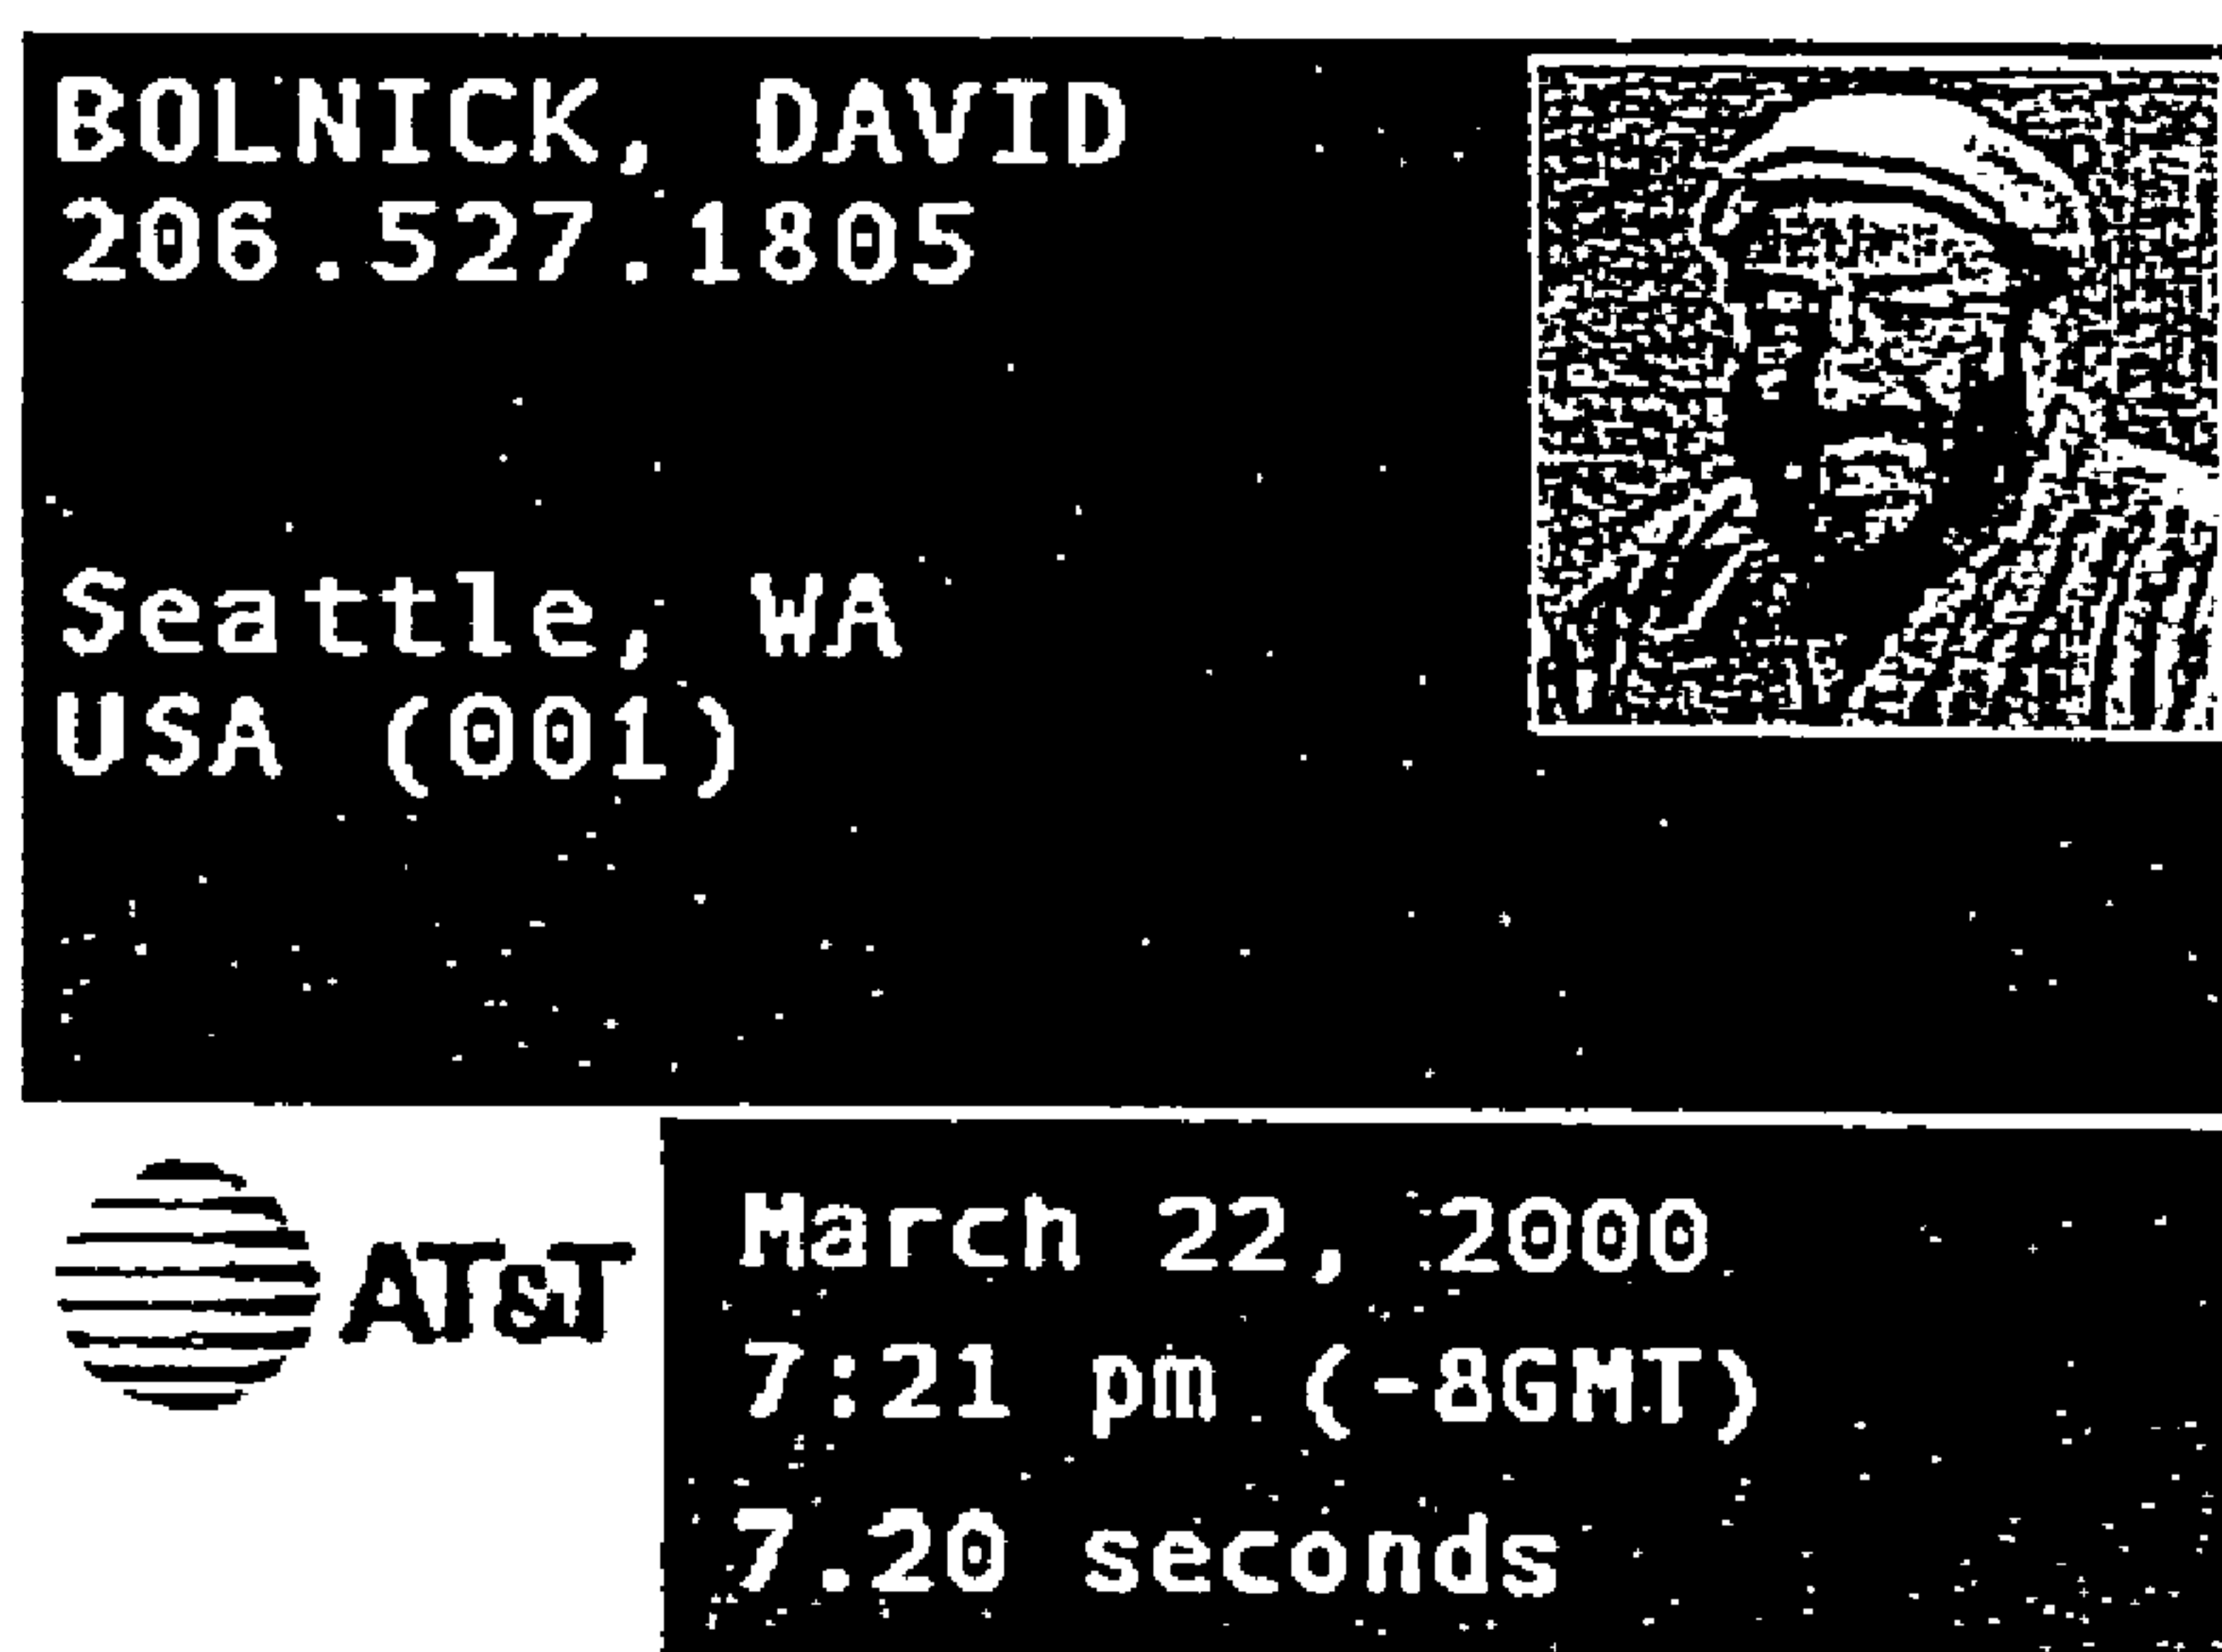 BOLNICK, DAVID
206.527.1805
Seattle, WA
USA (001)
AT&T
March 22, 2000
7:21 pm (-8GMT)
7.20 seconds